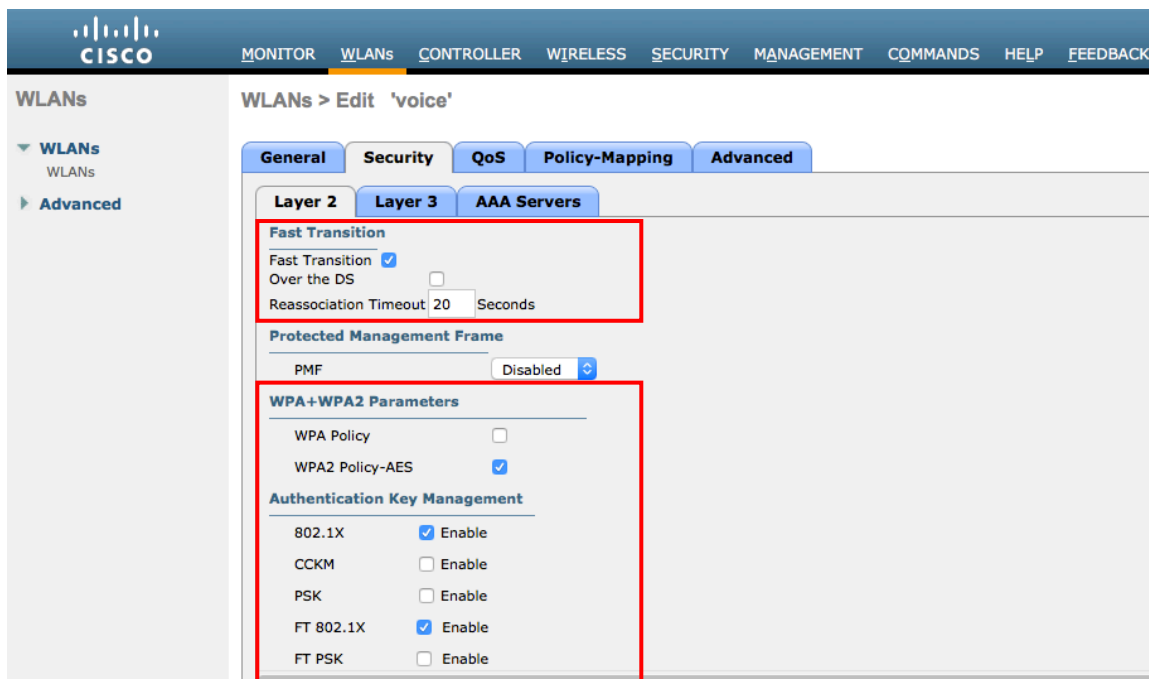 CISCO
MONITOR WLANs CONTROLLER WIRELESS SECURITY MANAGEMENT COMMANDS HELP FEEDBACK
WLANs
WLANs
WLANs
Advanced
WLANs > Edit 'voice'
General Security QoS Policy-Mapping Advanced
Layer 2 Layer 3 AAA Servers
Fast Transition
Fast Transition
Over the DS
Reassociation Timeout 20 Seconds
Protected Management Frame
PMF Disabled
WPA+WPA2 Parameters
WPA Policy
WPA2 Policy-AES
Authentication Key Management
802.1X Enable
CCKM Enable
PSK Enable
FT 802.1X Enable
FT PSK Enable